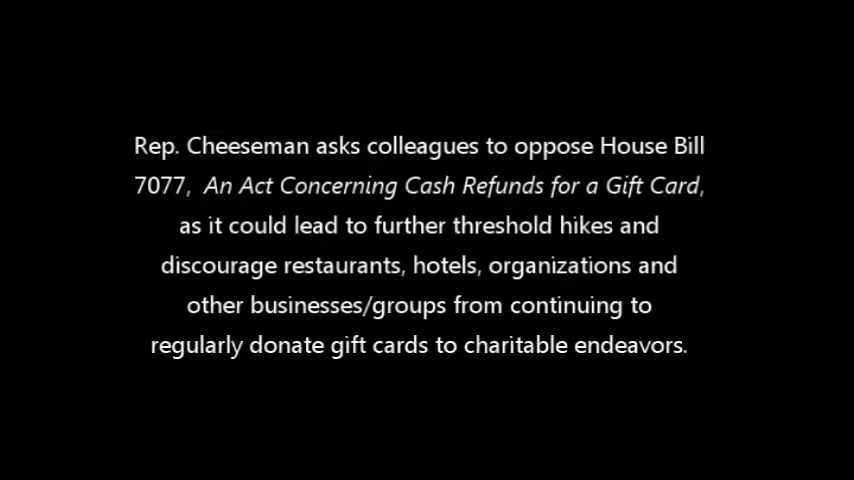 Rep. Cheeseman asks colleagues to oppose House Bill
7077, An Act Concerning Cash Refunds for a Gift Card,
as it could lead to further threshold hikes and
discourage restaurants, hotels, organizations and
other businesses/groups from continuing to
regularly donate gift cards to charitable endeavors.